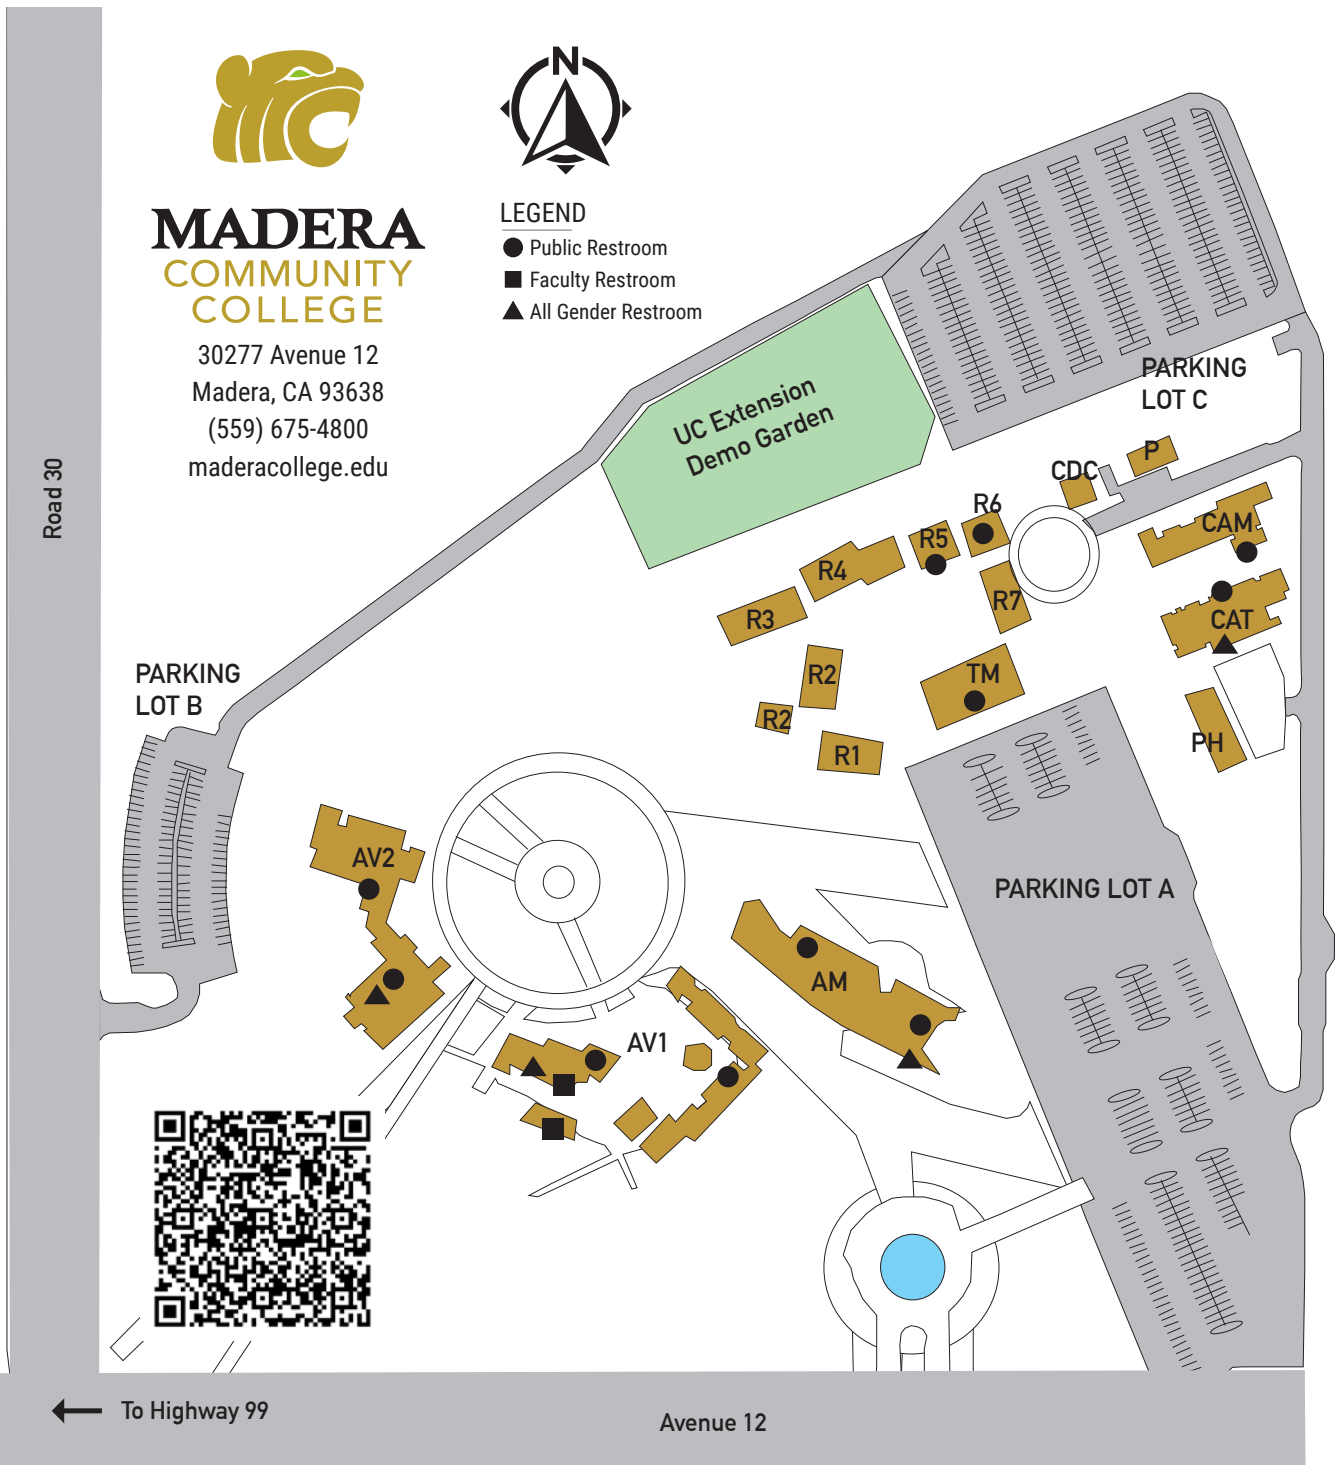 MADERA
COMMUNITY
COLLEGE
30277 Avenue 12
Madera, CA 93638
(559) 675-4800
maderacollege.edu
N
LEGEND
Public Restroom
Faculty Restroom
All Gender Restroom
Road 30
UC Extension
Demo Garden
PARKING
LOT C
P
CDC
R6
CAM
R5
R4
R7
R3
CAT
PARKING
LOT B
R2
TM
R2
PH
R1
AV2
PARKING LOT A
AM
AV1
To Highway 99
Avenue 12